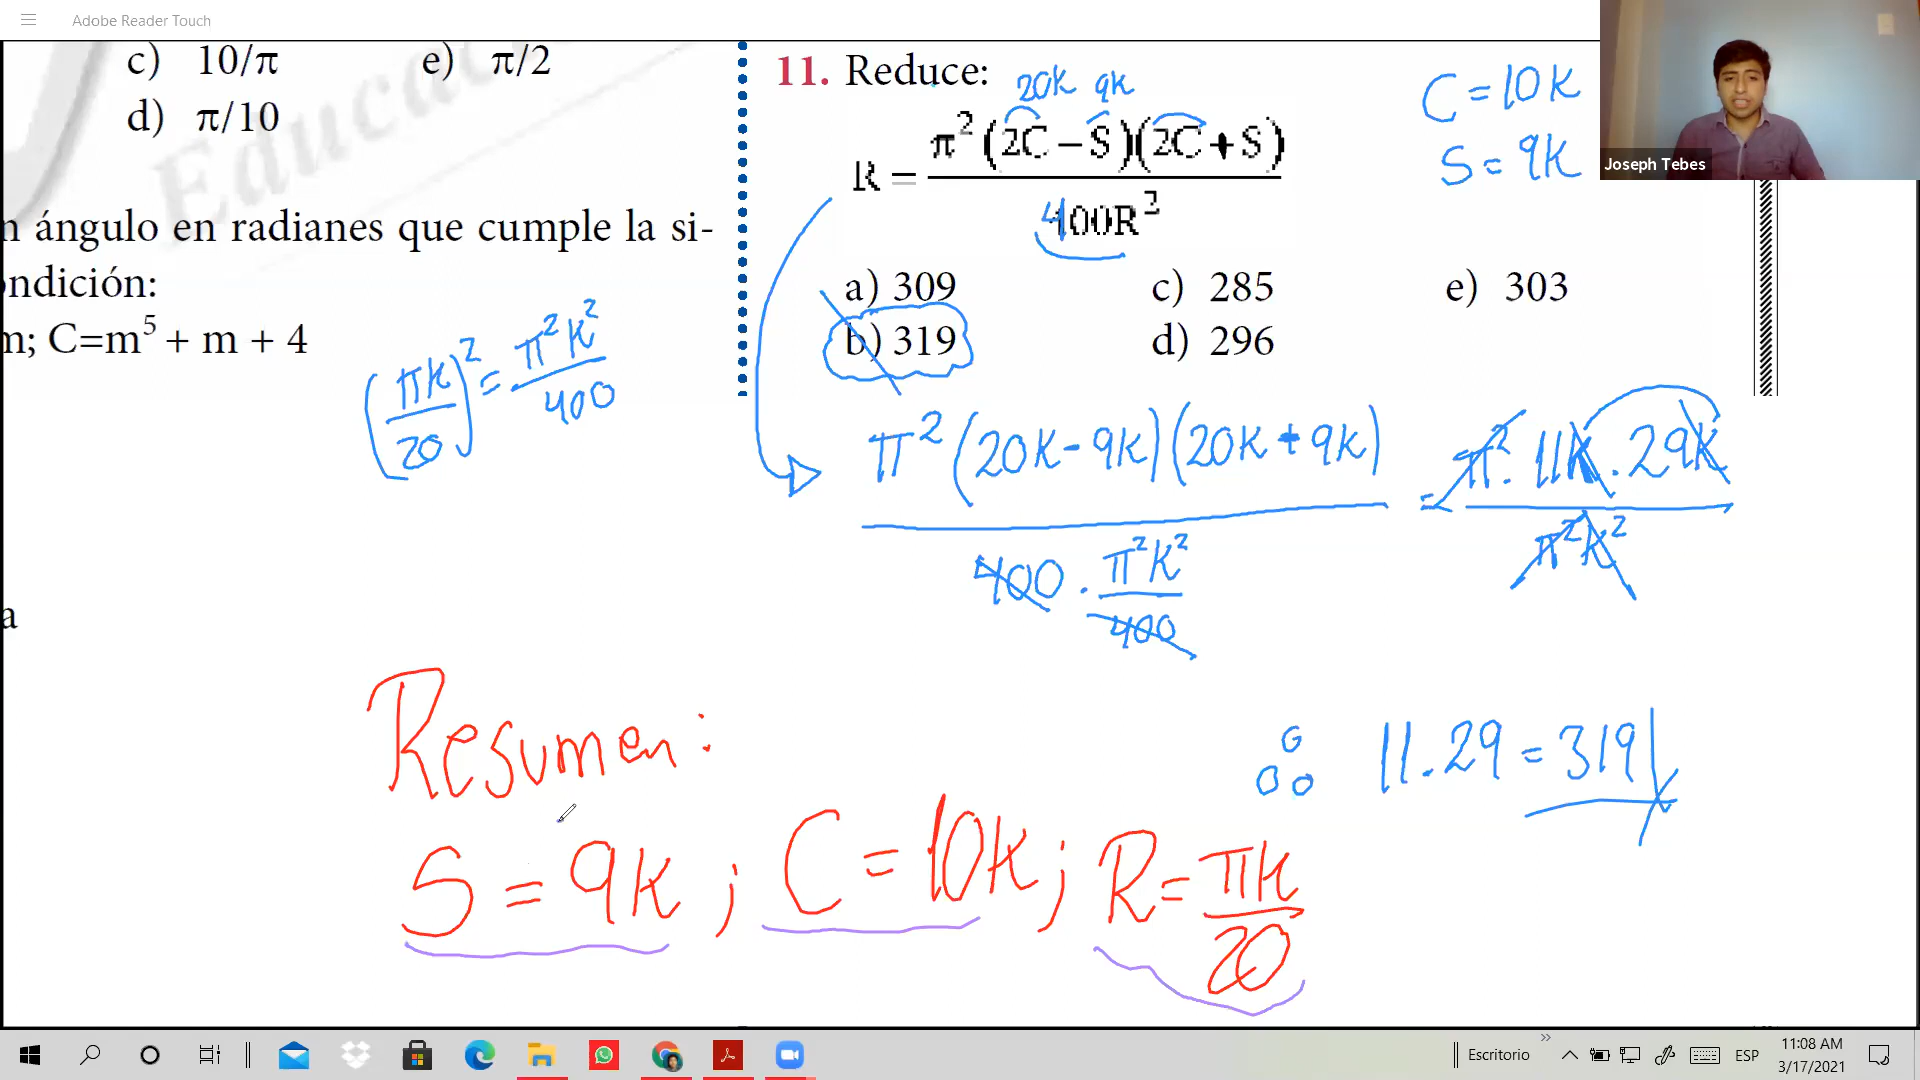 Adobe Reader Touch
c) 10/π e) π/2
d) π/10
Educac
n ángulo en radianes que cumple la si-
ondición:
m; C=m⁵ + m + 4
(πk/20)² = π²k²/400
a
11. Reduce:
20k 9k
R = π²(2C − S)(2C + S)/400R²
a) 309 c) 285 e) 303
b) 319 d) 296
C = 10k
S = 9k
Joseph Tebes
π²(20k - 9k)(20k + 9k)/400 · π²k²/400 = π² · 11k · 29k/π²k²
∴ 11 . 29 = 319
Resumen:
S = 9k ; C = 10k ; R = πk/20
Escritorio ESP 11:08 AM
3/17/2021